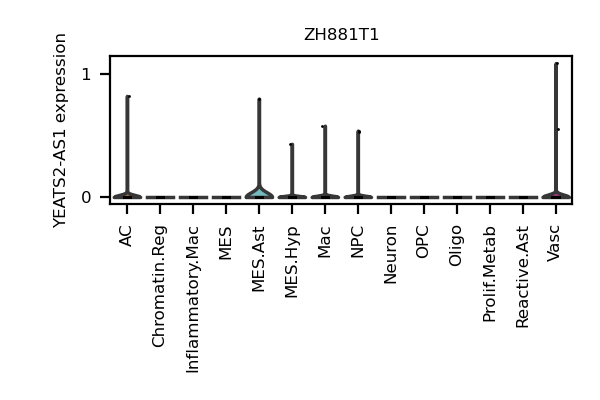 ZH881T1
YEATS2-AS1 expression
1
0
AC
Chromatin.Reg
Inflammatory.Mac
MES
MES.Ast
MES.Hyp
Mac
NPC
Neuron
OPC
Oligo
Prolif.Metab
Reactive.Ast
Vasc